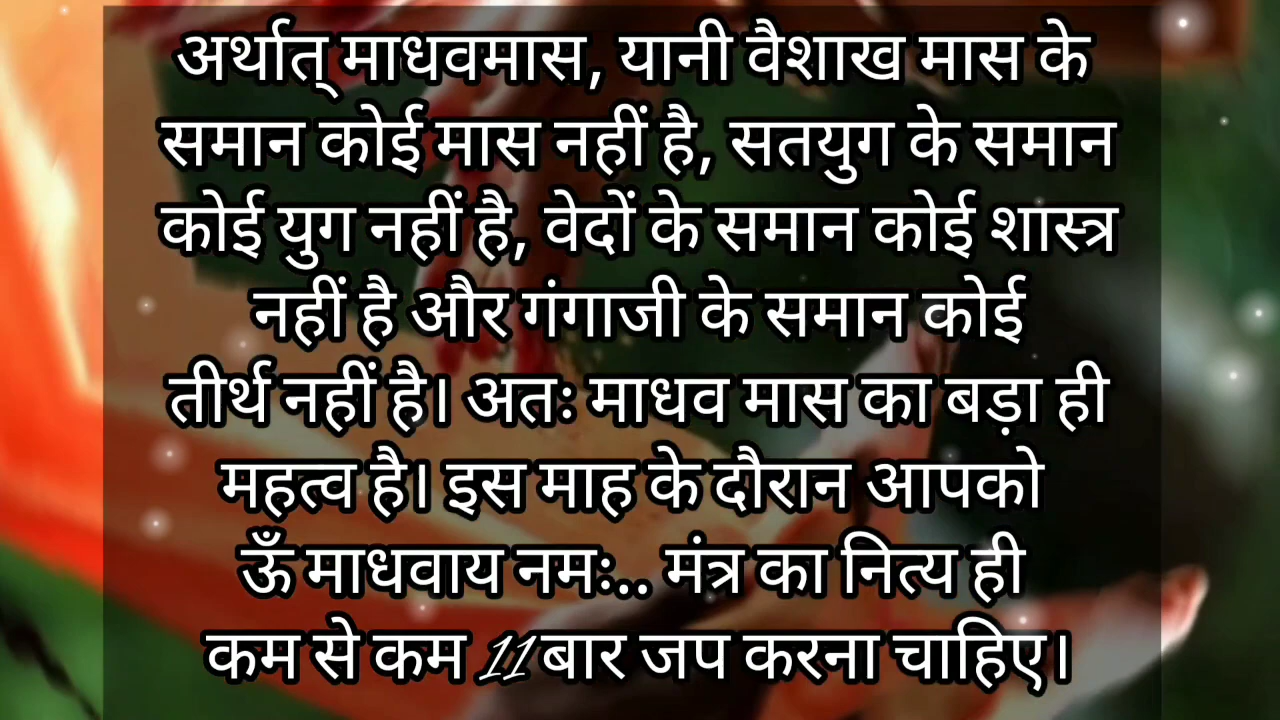 अर्थात् माधवमास, यानी वैशाख मास के
समान कोई मास नहीं है, सतयुग के समान
कोई युग नहीं है, वेदों के समान कोई शास्त्र
नहीं है और गंगाजी के समान कोई
तीर्थ नहीं है। अतः माधव मास का बड़ा ही
महत्व है। इस माह के दौरान आपको
ऊँ माधवाय नमः.. मंत्र का नित्य ही
कम से कम 11 बार जप करना चाहिए।